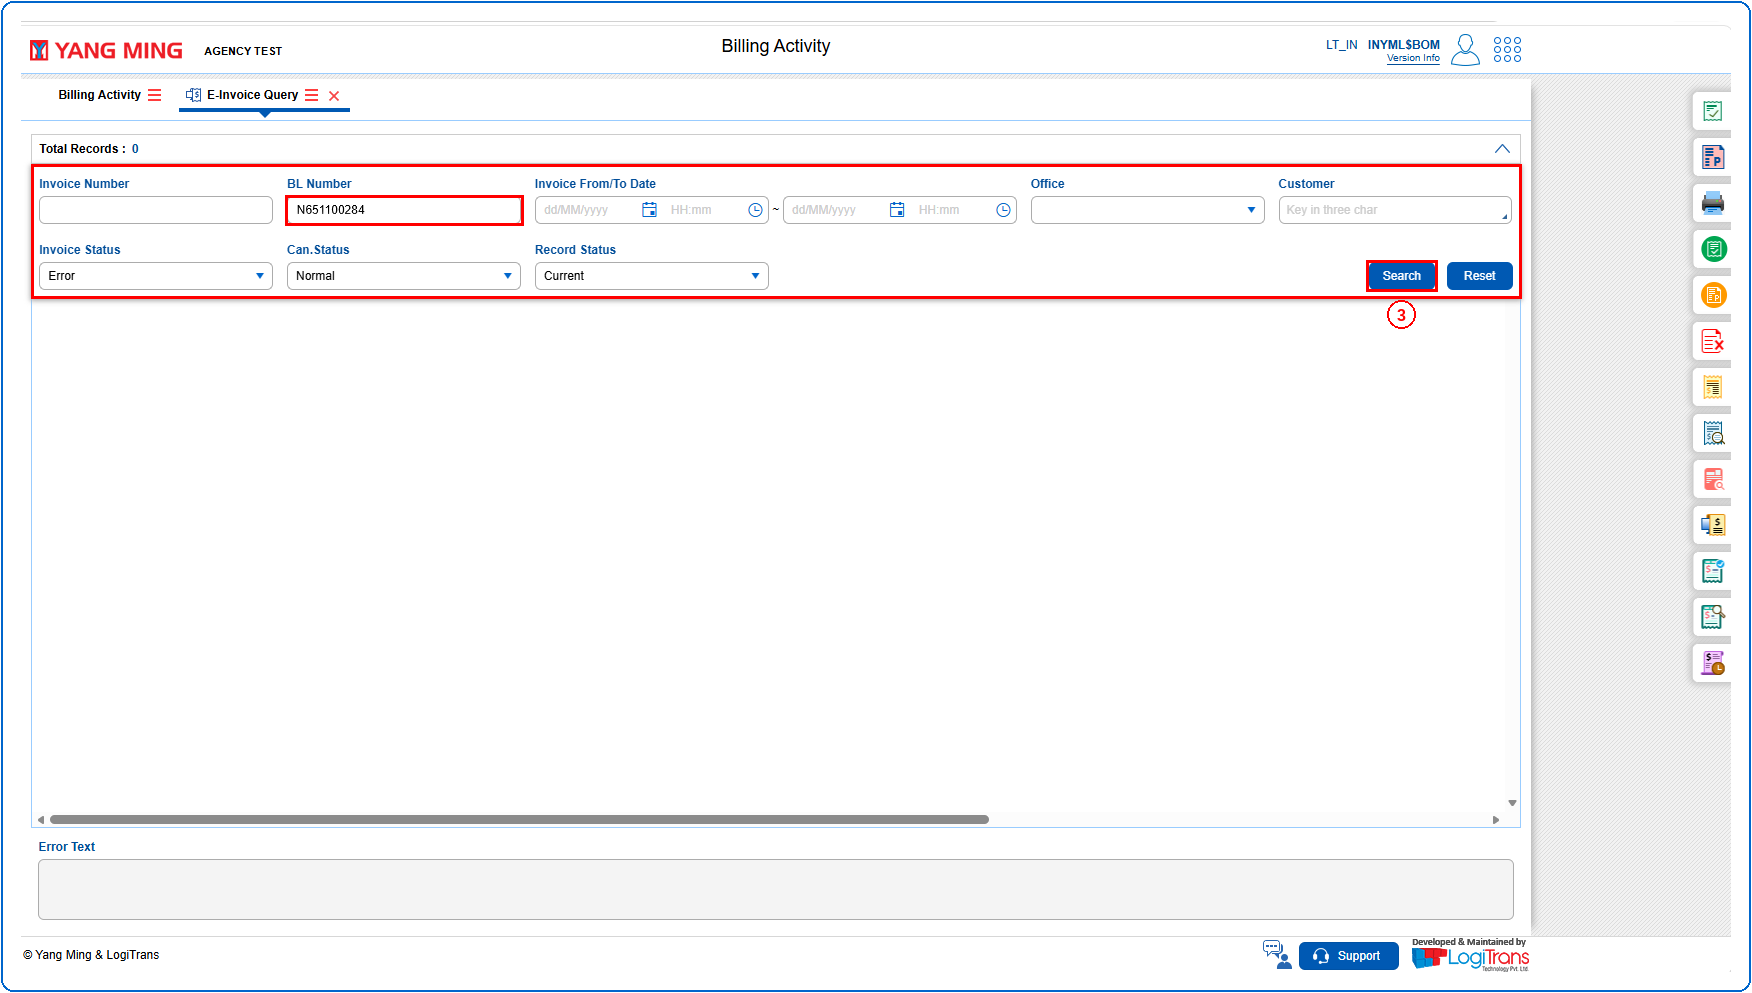 YANG MING AGENCY TEST
Billing Activity
LT_IN INYML$BOM
Version Info
Billing Activity
E-Invoice Query
Total Records : 0
Invoice Number
BL Number
Invoice From/To Date
Office
Customer
N651100284
dd/MM/yyyy HH:mm ~ dd/MM/yyyy HH:mm
Key in three char
Invoice Status
Can.Status
Record Status
Error
Normal
Current
Search
Reset
3
Error Text
© Yang Ming & LogiTrans
Support
Developed & Maintained by
LogiTrans
Technology Pvt. Ltd.